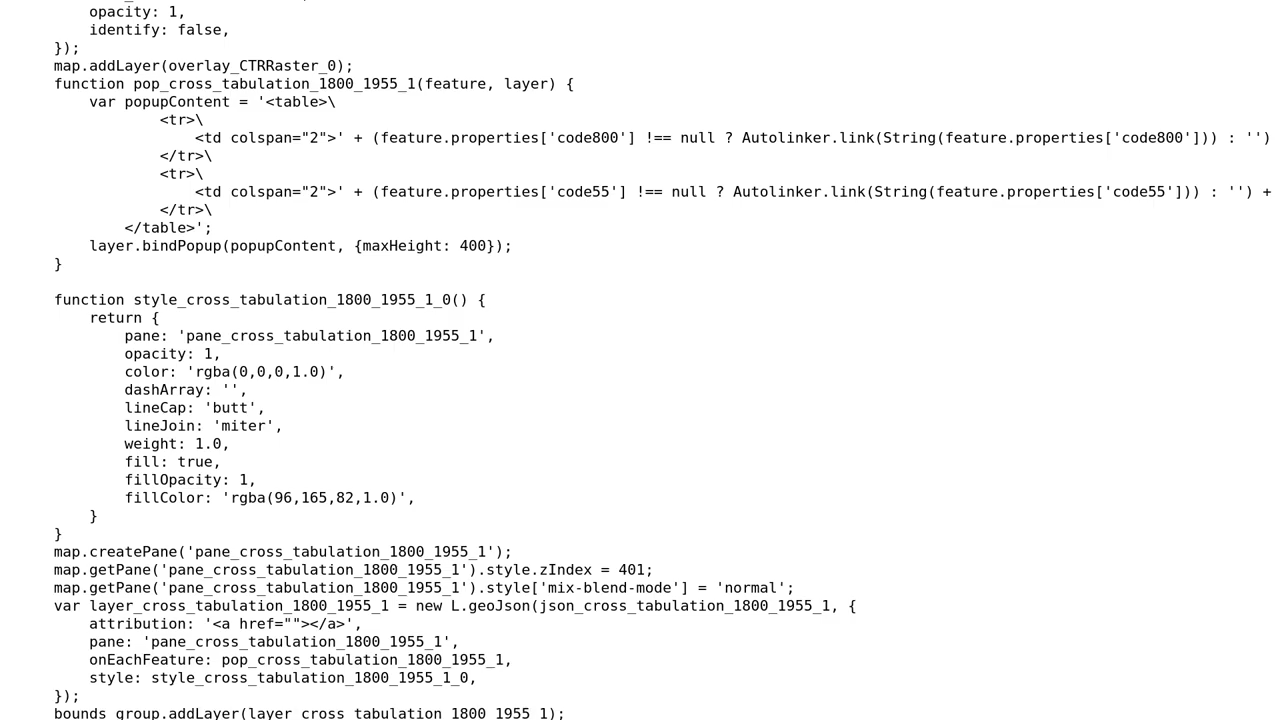 opacity: 1,
identify: false,
});
map.addLayer(overlay_CTRRaster_0);
function pop_cross_tabulation_1800_1955_1(feature, layer) {
var popupContent = '<table>\
<tr>\
<td colspan="2">' + (feature.properties['code800'] !== null ? Autolinker.link(String(feature.properties['code800'])) : '')
</tr>\
<tr>\
<td colspan="2">' + (feature.properties['code55'] !== null ? Autolinker.link(String(feature.properties['code55'])) : '') +
</tr>\
</table>';
layer.bindPopup(popupContent, {maxHeight: 400});
}
function style_cross_tabulation_1800_1955_1_0() {
return {
pane: 'pane_cross_tabulation_1800_1955_1',
opacity: 1,
color: 'rgba(0,0,0,1.0)',
dashArray: '',
lineCap: 'butt',
lineJoin: 'miter',
weight: 1.0,
fill: true,
fillOpacity: 1,
fillColor: 'rgba(96,165,82,1.0)',
}
}
map.createPane('pane_cross_tabulation_1800_1955_1');
map.getPane('pane_cross_tabulation_1800_1955_1').style.zIndex = 401;
map.getPane('pane_cross_tabulation_1800_1955_1').style['mix-blend-mode'] = 'normal';
var layer_cross_tabulation_1800_1955_1 = new L.geoJson(json_cross_tabulation_1800_1955_1, {
attribution: '<a href=""></a>',
pane: 'pane_cross_tabulation_1800_1955_1',
onEachFeature: pop_cross_tabulation_1800_1955_1,
style: style_cross_tabulation_1800_1955_1_0,
});
bounds_group.addLayer(layer_cross_tabulation_1800_1955_1);